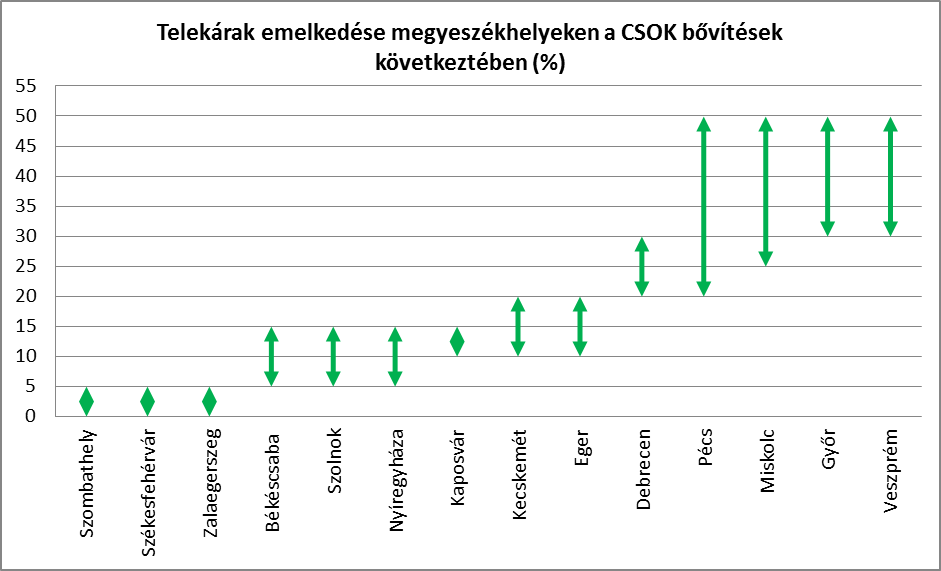 Telekárak emelkedése megyeszékhelyeken a CSOK bővítések
következtében (%)
55
50
45
40
35
30
25
20
15
10
5
0
Szombathely
Székesfehérvár
Zalaegerszeg
Békéscsaba
Szolnok
Nyíregyháza
Kaposvár
Kecskemét
Eger
Debrecen
Pécs
Miskolc
Győr
Veszprém